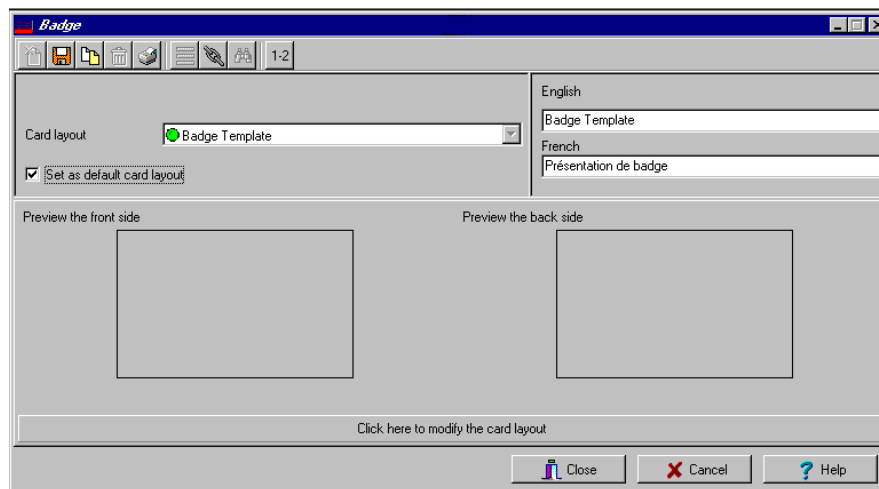 Badge
1-2
English
Badge Template
Card layout
Badge Template
French
Présentation de badge
Set as default card layout
Preview the front side
Preview the back side
Click here to modify the card layout
Close
Cancel
Help